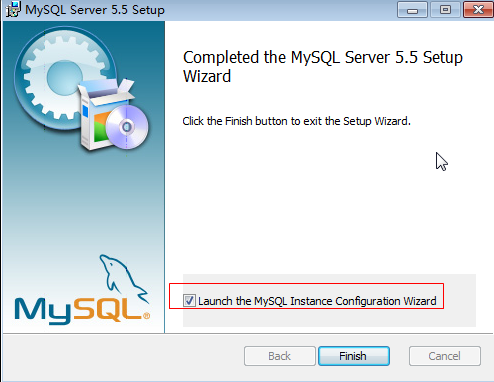 MySQL Server 5.5 Setup
Completed the MySQL Server 5.5 Setup
Wizard
Click the Finish button to exit the Setup Wizard.
MySQL®
Launch the MySQL Instance Configuration Wizard
Back
Finish
Cancel